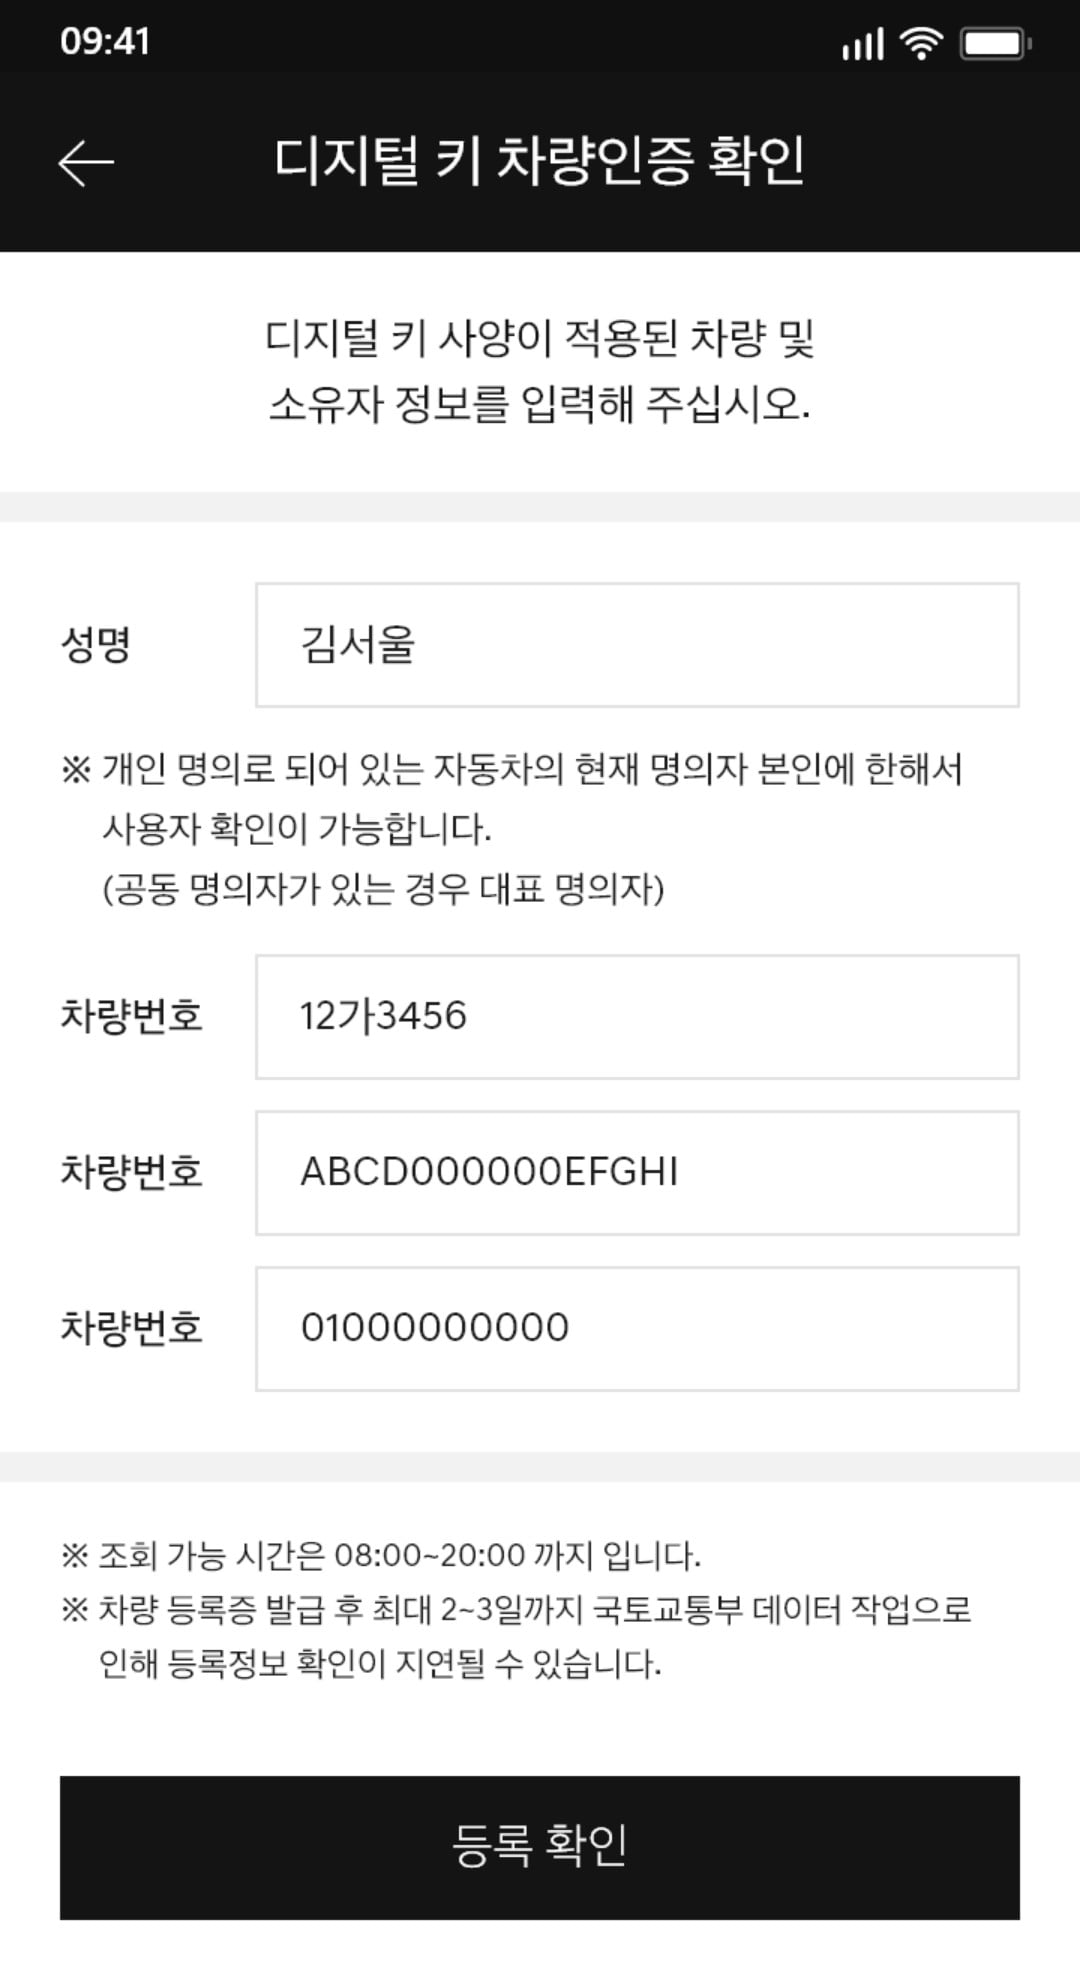 09:41
디지털 키 차량인증 확인
디지털 키 사양이 적용된 차량 및
소유자 정보를 입력해 주십시오.
성명 김서울
※ 개인 명의로 되어 있는 자동차의 현재 명의자 본인에 한해서
사용자 확인이 가능합니다.
(공동 명의자가 있는 경우 대표 명의자)
차량번호 12가3456
차량번호 ABCD000000EFGHI
차량번호 01000000000
※ 조회 가능 시간은 08:00~20:00 까지 입니다.
※ 차량 등록증 발급 후 최대 2~3일까지 국토교통부 데이터 작업으로
인해 등록정보 확인이 지연될 수 있습니다.
등록 확인